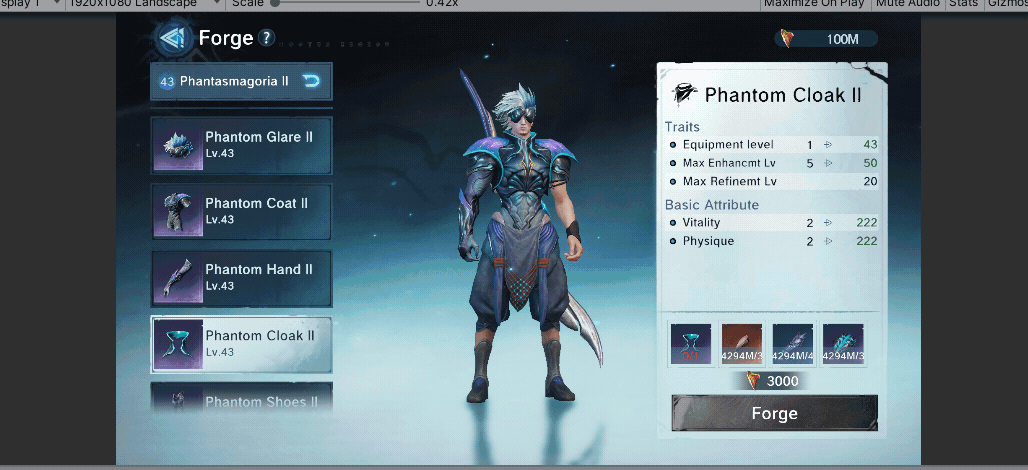 splay 1
1920x1080 Landscape
Scale
0.42x
Maximize On Play
Mute Audio
Stats
Gizmos
Forge ?
100M
43 Phantasmagoria II
Phantom Glare II
Lv.43
Phantom Coat II
Lv.43
Phantom Hand II
Lv.43
Phantom Cloak II
Lv.43
Phantom Shoes II
Phantom Cloak II
Traits
Equipment level 1 43
Max Enhancmt Lv 5 50
Max Refinemt Lv 20
Basic Attribute
Vitality 2 222
Physique 2 222
0/1
4294M/3
4294M/4
4294M/3
3000
Forge